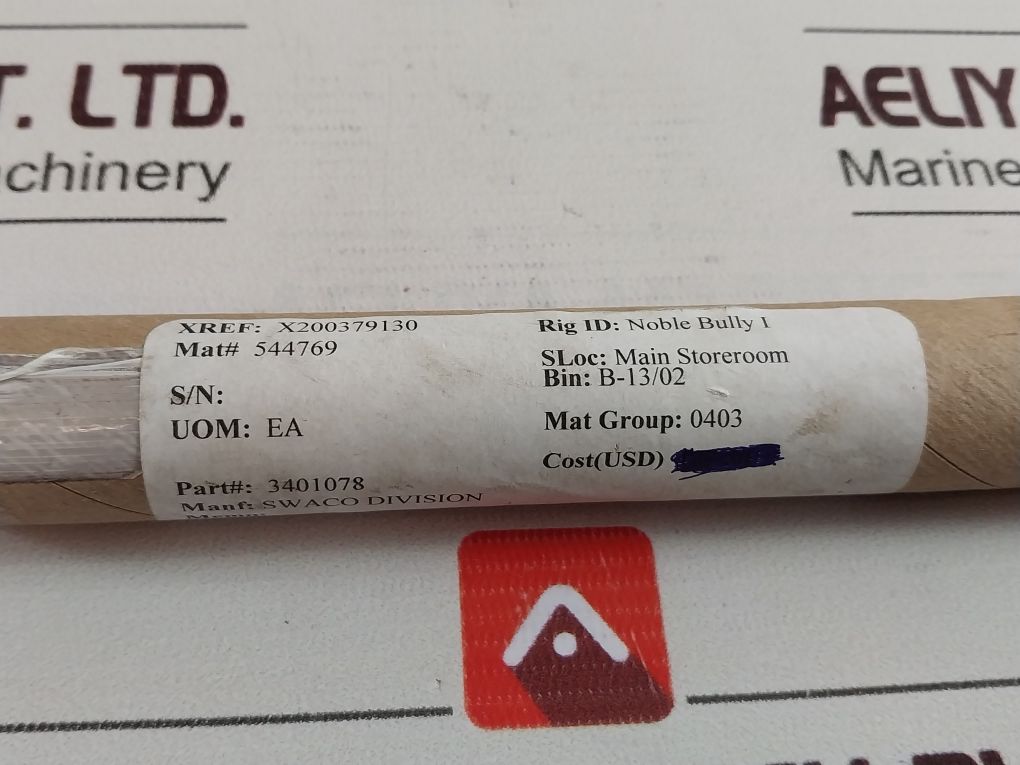 T. LTD.
achinery
AELIY
Marine
XREF: X200379130
Mat# 544769
S/N:
UOM: EA
Part#: 3401078
Manf: SWACO DIVISION
Rig ID: Noble Bully I
SLoc: Main Storeroom
Bin: B-13/02
Mat Group: 0403
Cost(USD)